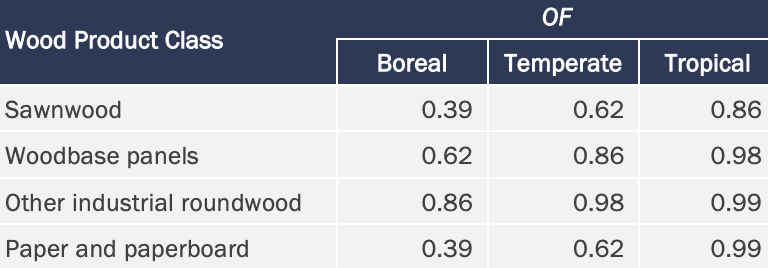 OF
Wood Product Class
Boreal Temperate Tropical
Sawnwood 0.39 0.62 0.86
Woodbase panels 0.62 0.86 0.98
Other industrial roundwood 0.86 0.98 0.99
Paper and paperboard 0.39 0.62 0.99